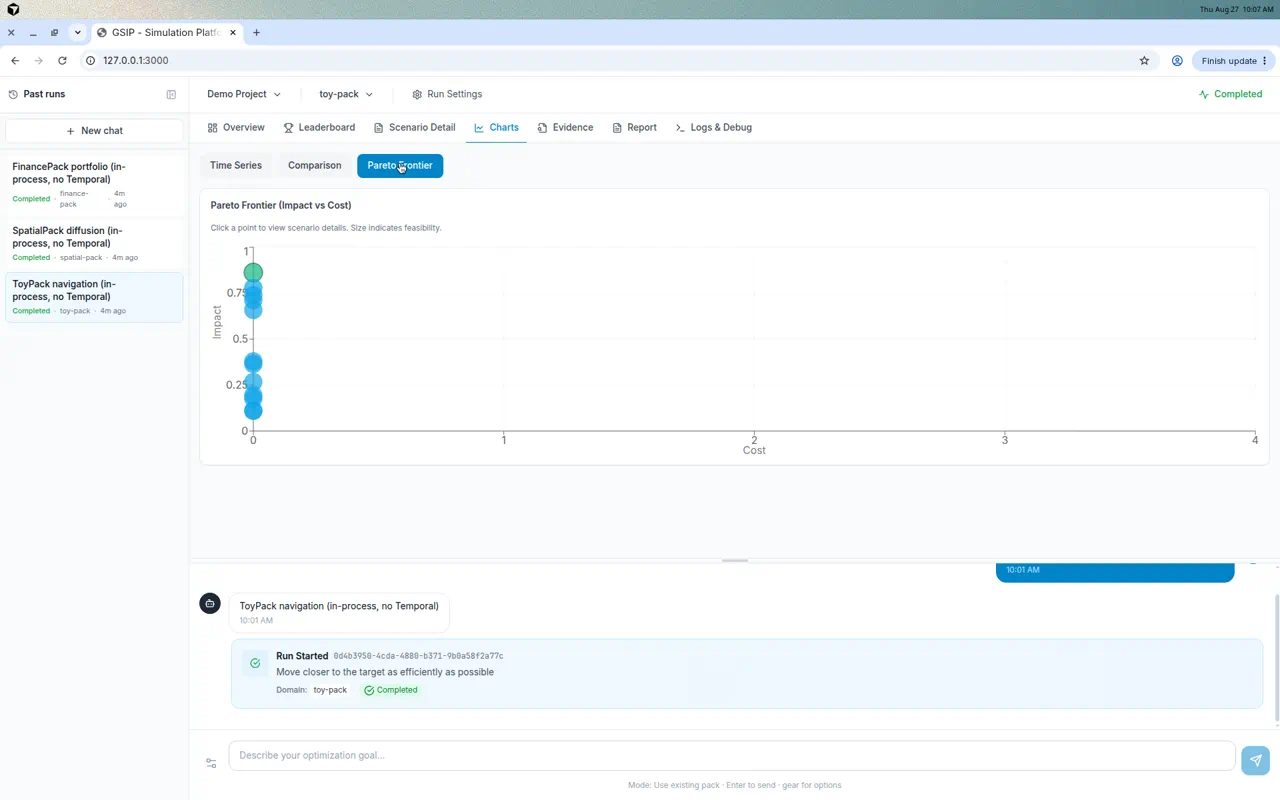 Thu Aug 27 10:07 AM
GSIP - Simulation Platfo
127.0.0.1:3000
Finish update
Past runs
Demo Project
toy-pack
Run Settings
Completed
New chat
Overview
Leaderboard
Scenario Detail
Charts
Evidence
Report
Logs & Debug
FinancePack portfolio (in-
process, no Temporal)
Completed · finance-
pack · 4m
ago
SpatialPack diffusion (in-
process, no Temporal)
Completed · spatial-pack · 4m ago
ToyPack navigation (in-
process, no Temporal)
Completed · toy-pack · 4m ago
Time Series
Comparison
Pareto Frontier
Pareto Frontier (Impact vs Cost)
Click a point to view scenario details. Size indicates feasibility.
1
0.75
0.5
0.25
0
Impact
0 1 2 3 4
Cost
10:01 AM
ToyPack navigation (in-process, no Temporal)
10:01 AM
Run Started 0d4b3950-4cda-4880-b371-9b0a58f2a77c
Move closer to the target as efficiently as possible
Domain: toy-pack Completed
Describe your optimization goal...
Mode: Use existing pack · Enter to send · gear for options